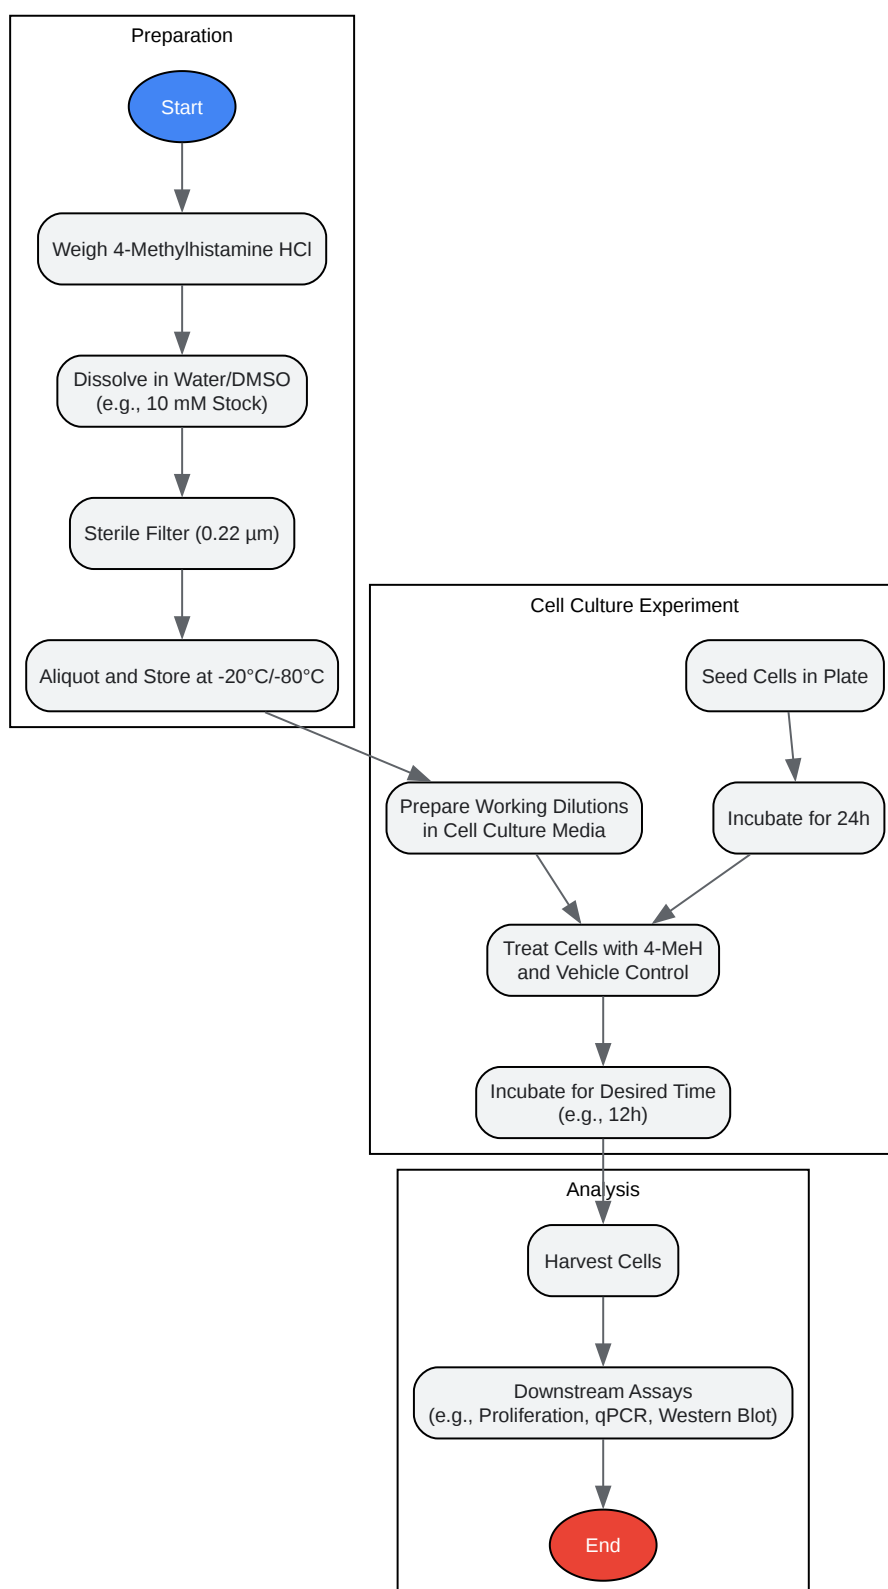 Preparation
Start
Weigh 4-Methylhistamine HCl
Dissolve in Water/DMSO
(e.g., 10 mM Stock)
Sterile Filter (0.22 µm)
Aliquot and Store at -20°C/-80°C
Cell Culture Experiment
Seed Cells in Plate
Prepare Working Dilutions
in Cell Culture Media
Incubate for 24h
Treat Cells with 4-MeH
and Vehicle Control
Incubate for Desired Time
(e.g., 12h)
Analysis
Harvest Cells
Downstream Assays
(e.g., Proliferation, qPCR, Western Blot)
End